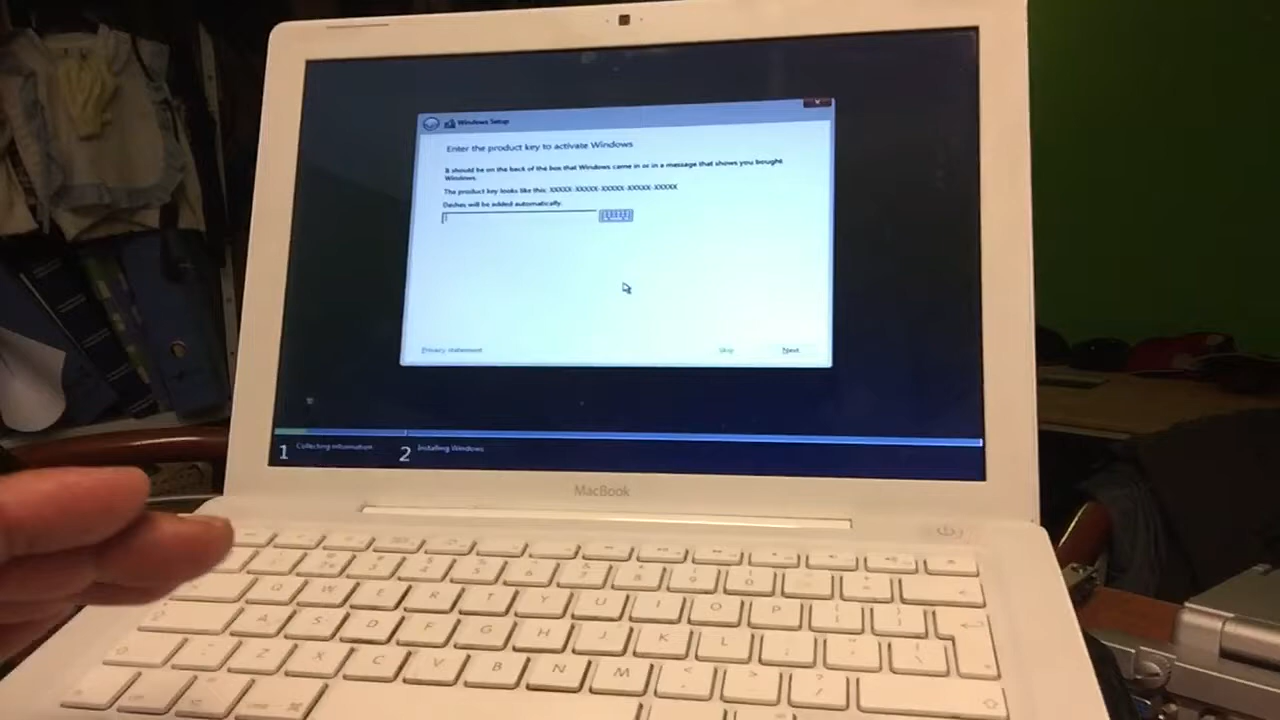 Windows Setup
Enter the product key to activate Windows
It should be on the back of the box that Windows came in or in a message that shows you bought
Windows.
The product key looks like this: XXXXX-XXXXX-XXXXX-XXXXX-XXXXX
Dashes will be added automatically.
Privacy statement
Skip
Next
1 Collecting information
2 Installing Windows
MacBook
Q W E R T Y U I O P
A S D F G H J K L
Z X C V B N M